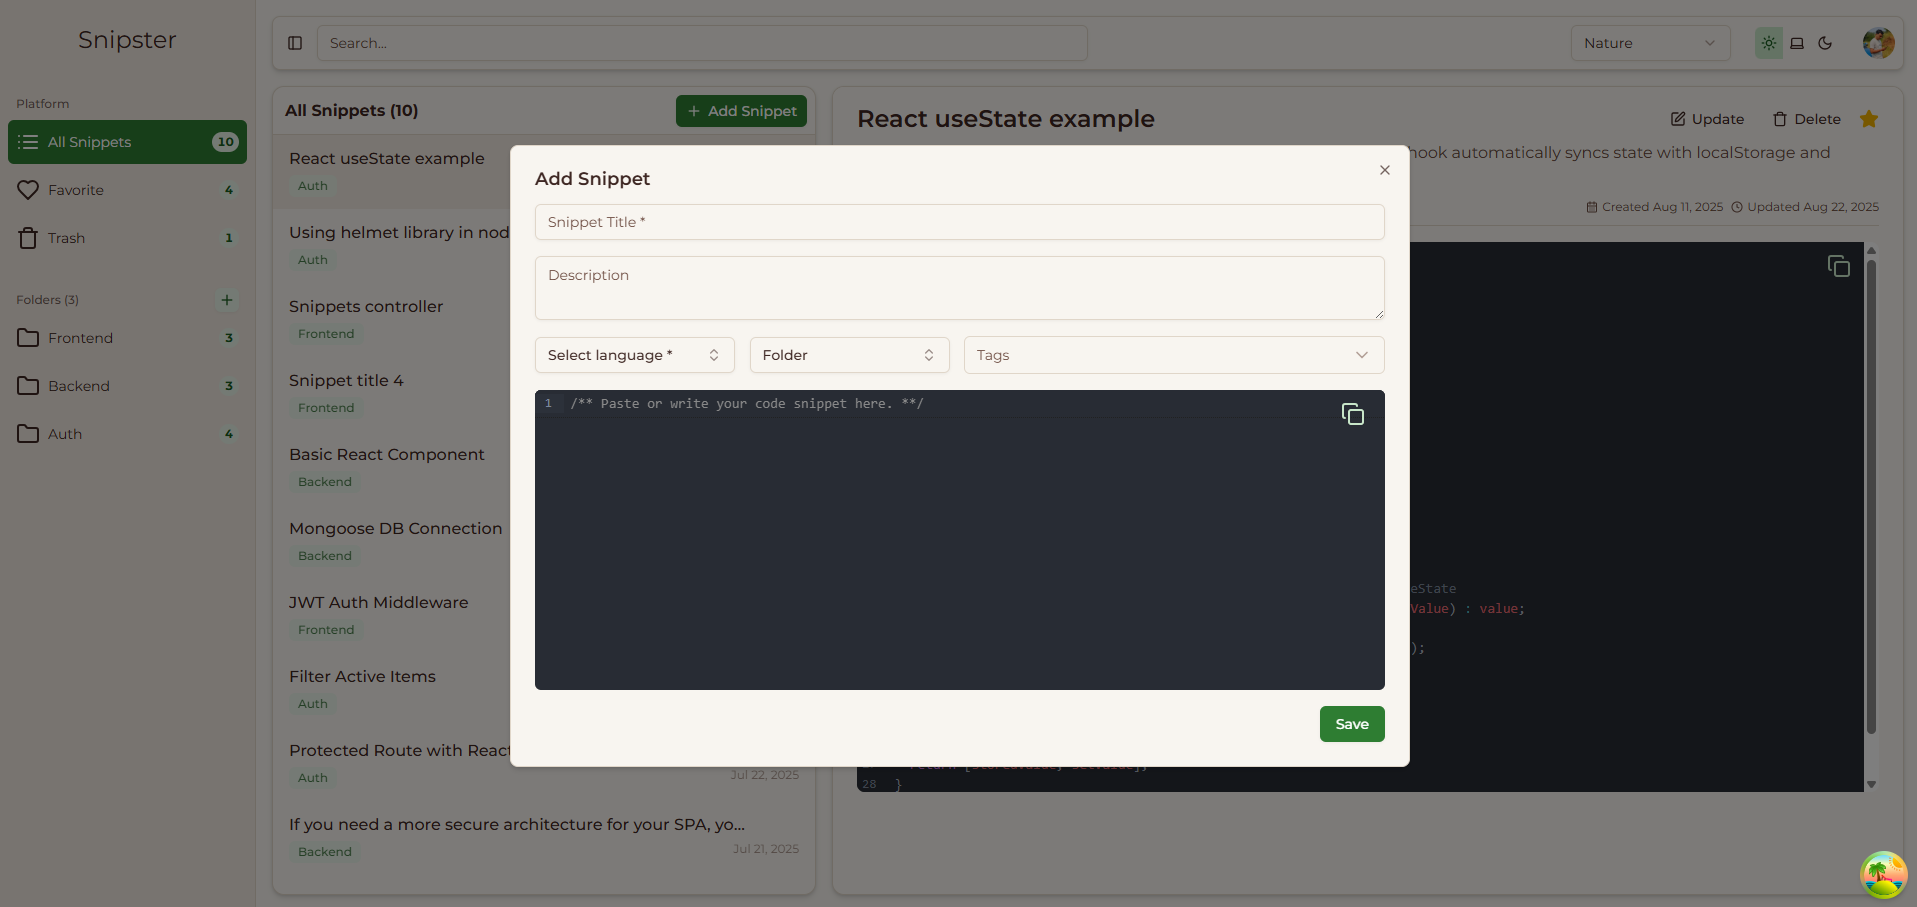 Snipster
Search...
Nature
Platform
All Snippets 10
Favorite 4
Trash 1
Folders (3)
Frontend 3
Backend 3
Auth 4
All Snippets (10)
Add Snippet
React useState example
Auth
Using helmet library in nod
Auth
Snippets controller
Frontend
Snippet title 4
Frontend
Basic React Component
Backend
Mongoose DB Connection
Backend
JWT Auth Middleware
Frontend
Filter Active Items
Auth
Protected Route with React
Auth
Jul 22, 2025
If you need a more secure architecture for your SPA, yo...
Backend
Jul 21, 2025
React useState example
Update
Delete
hook automatically syncs state with localStorage and
Created Aug 11, 2025
Updated Aug 22, 2025
eState
Value) : value;
);
28 }
Add Snippet
Snippet Title *
Description
Select language *
Folder
Tags
1 /** Paste or write your code snippet here. **/
Save